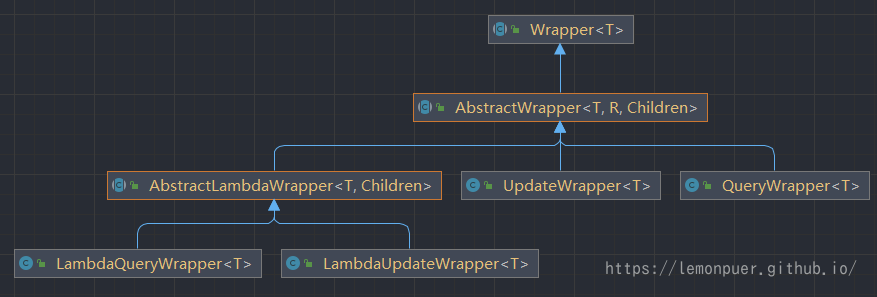 Wrapper<T>
AbstractWrapper<T, R, Children>
AbstractLambdaWrapper<T, Children>
UpdateWrapper<T>
QueryWrapper<T>
LambdaQueryWrapper<T>
LambdaUpdateWrapper<T>
https://lemonpuer.github.io/